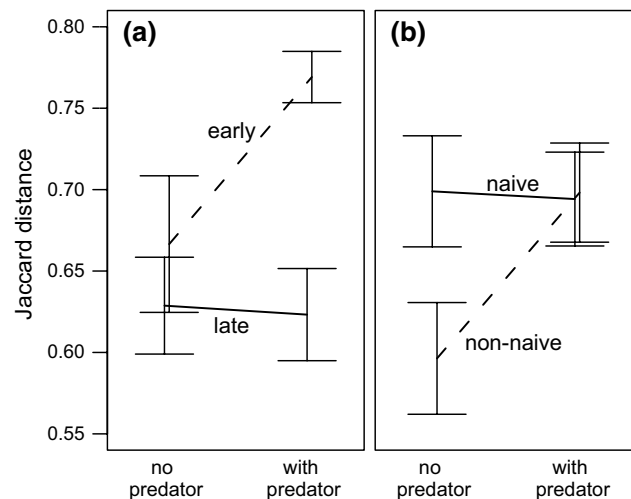 (a)
(b)
Jaccard distance
0.80
0.75
0.70
0.65
0.60
0.55
early
late
naive
non-naive
no
predator
with
predator
no
predator
with
predator